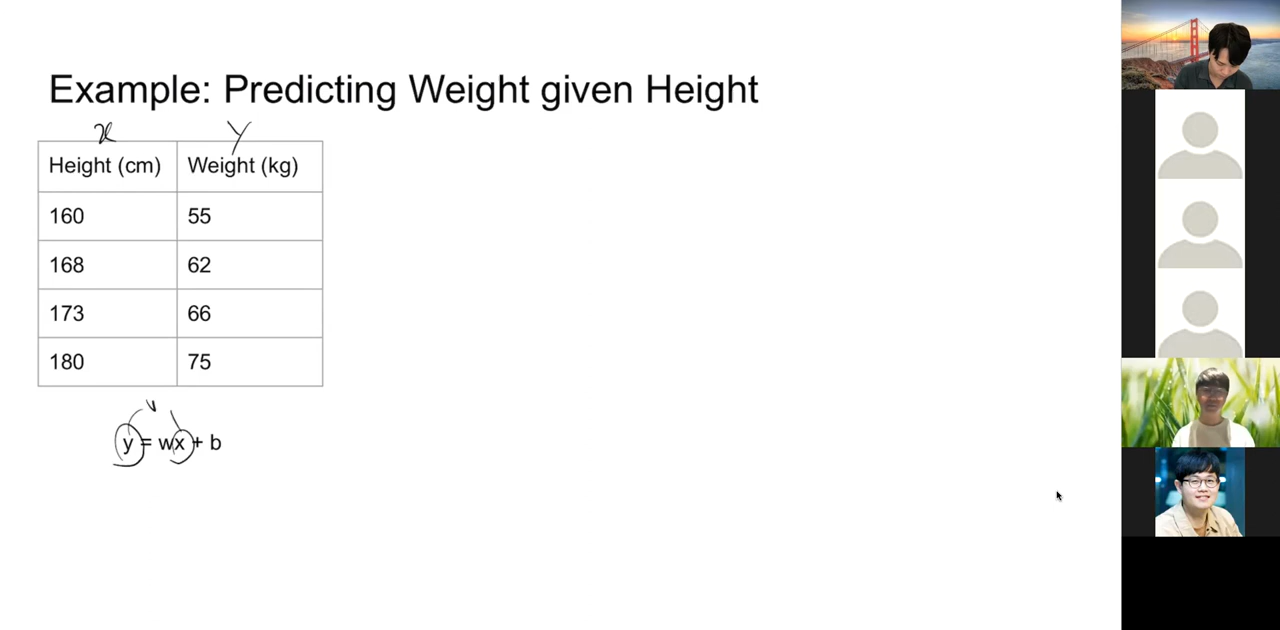 Example: Predicting Weight given Height
x Y
Height (cm) Weight (kg)
160 55
168 62
173 66
180 75
y = wx + b